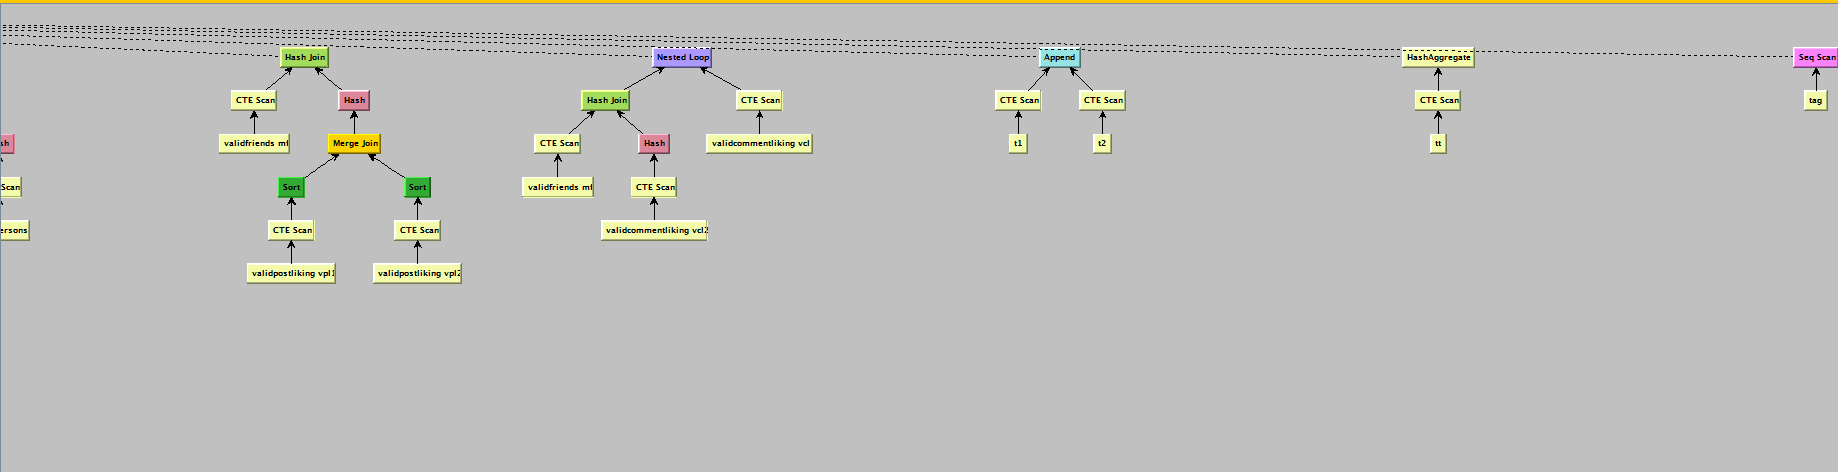 Hash Join
Nested Loop
Append
HashAggregate
Seq Scan
CTE Scan
Hash
Hash Join
CTE Scan
CTE Scan
CTE Scan
CTE Scan
tag
sh
validfriends mf
Merge Join
CTE Scan
Hash
validcommentliking vcl
t1
t2
tt
Scan
Sort
Sort
validfriends mf
CTE Scan
ersons
CTE Scan
CTE Scan
validcommentliking vcl2
validpostliking vpl1
validpostliking vpl2